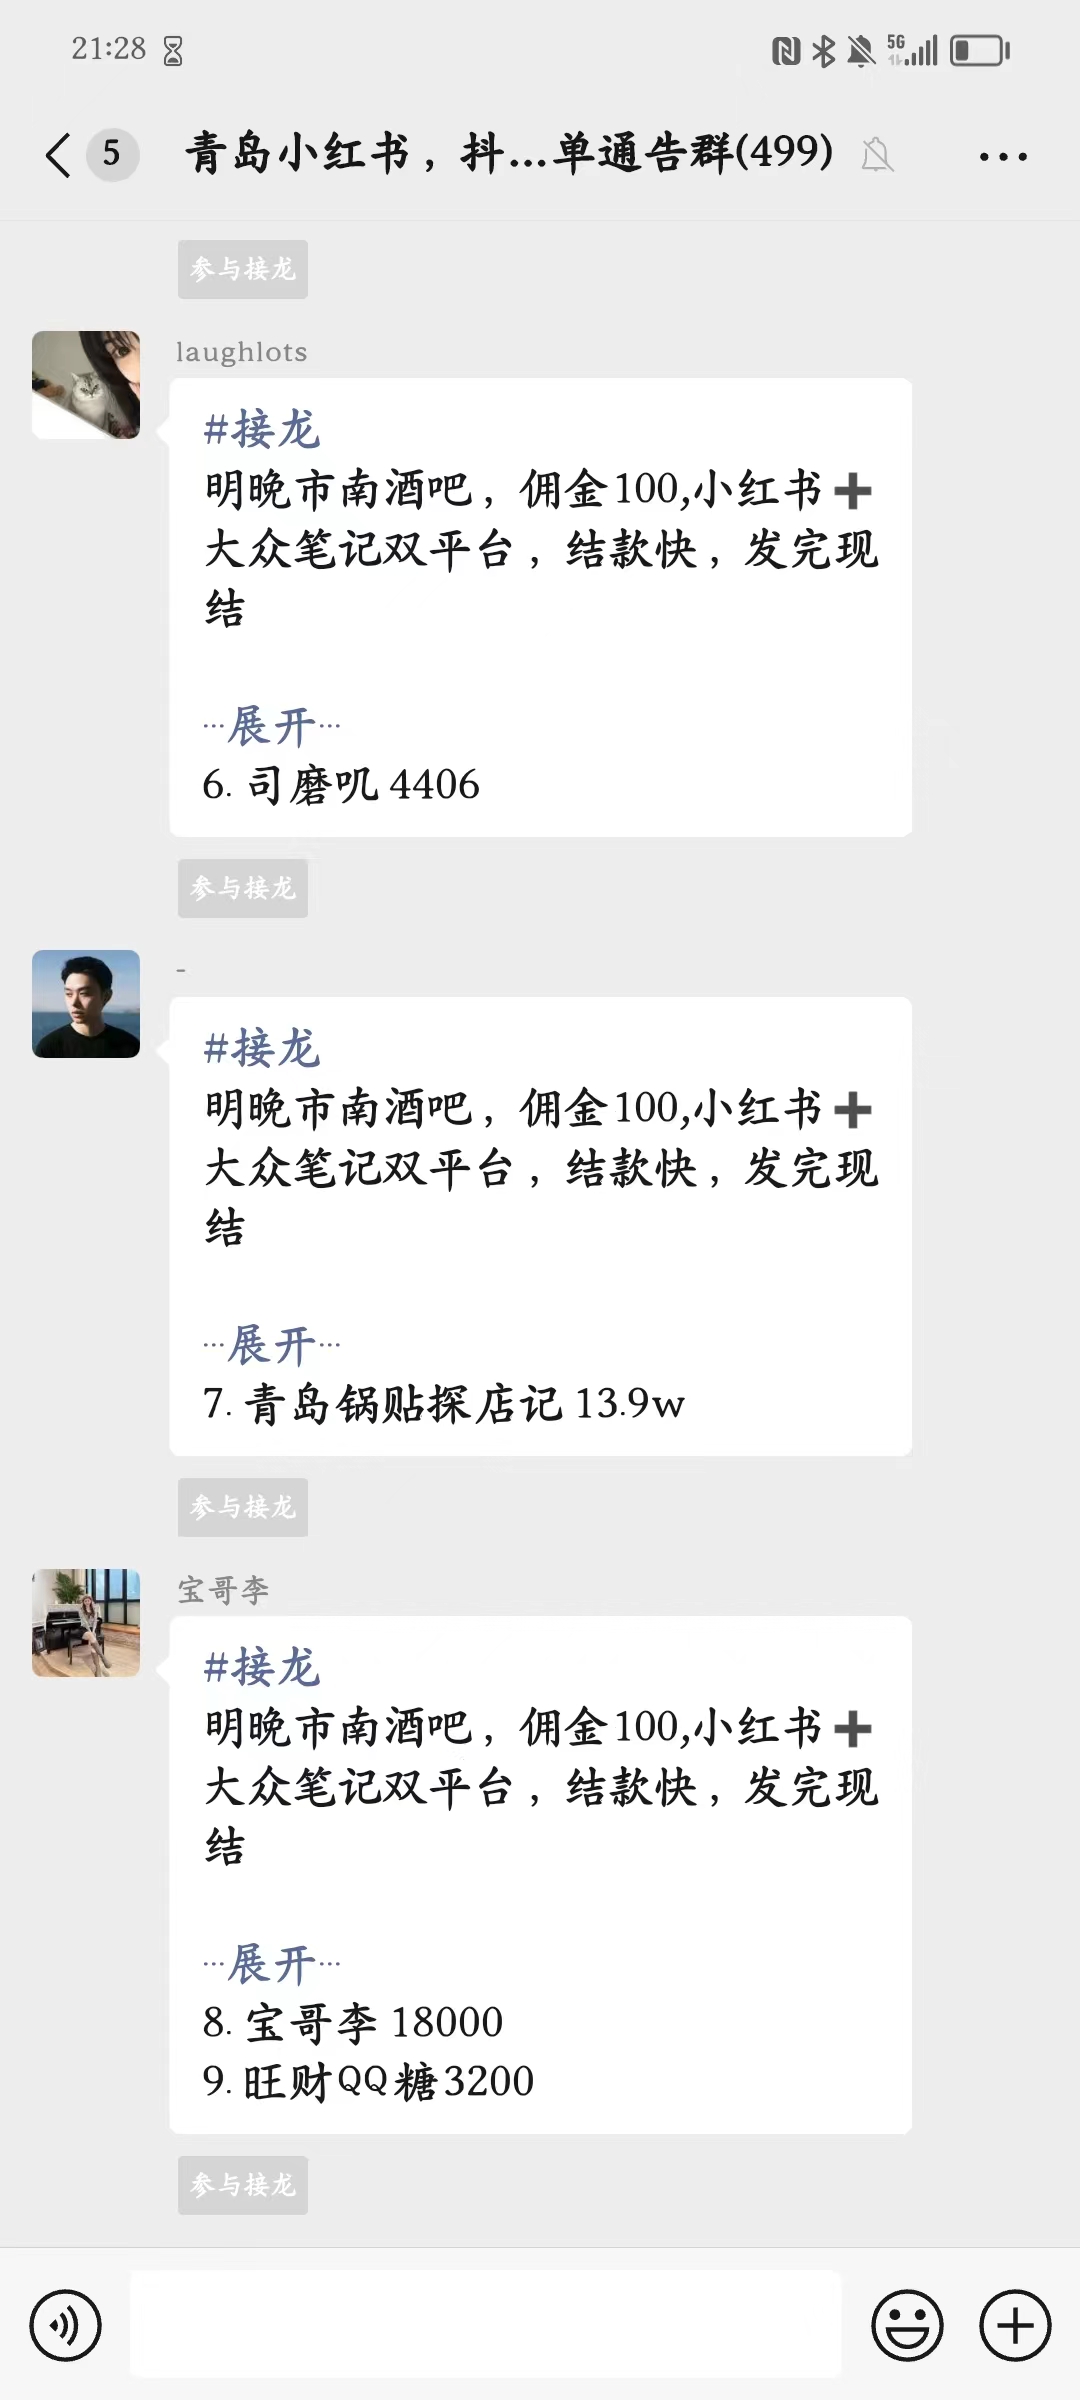 21:28
5G
5
青岛小红书，抖...单通告群(499)
参与接龙
laughlots
#接龙
明晚市南酒吧，佣金100,小红书➕
大众笔记双平台，结款快，发完现
结
···展开···
6. 司磨叽 4406
参与接龙
-
#接龙
明晚市南酒吧，佣金100,小红书➕
大众笔记双平台，结款快，发完现
结
···展开···
7. 青岛锅贴探店记 13.9w
参与接龙
宝哥李
#接龙
明晚市南酒吧，佣金100,小红书➕
大众笔记双平台，结款快，发完现
结
···展开···
8. 宝哥李 18000
9. 旺财QQ糖3200
参与接龙